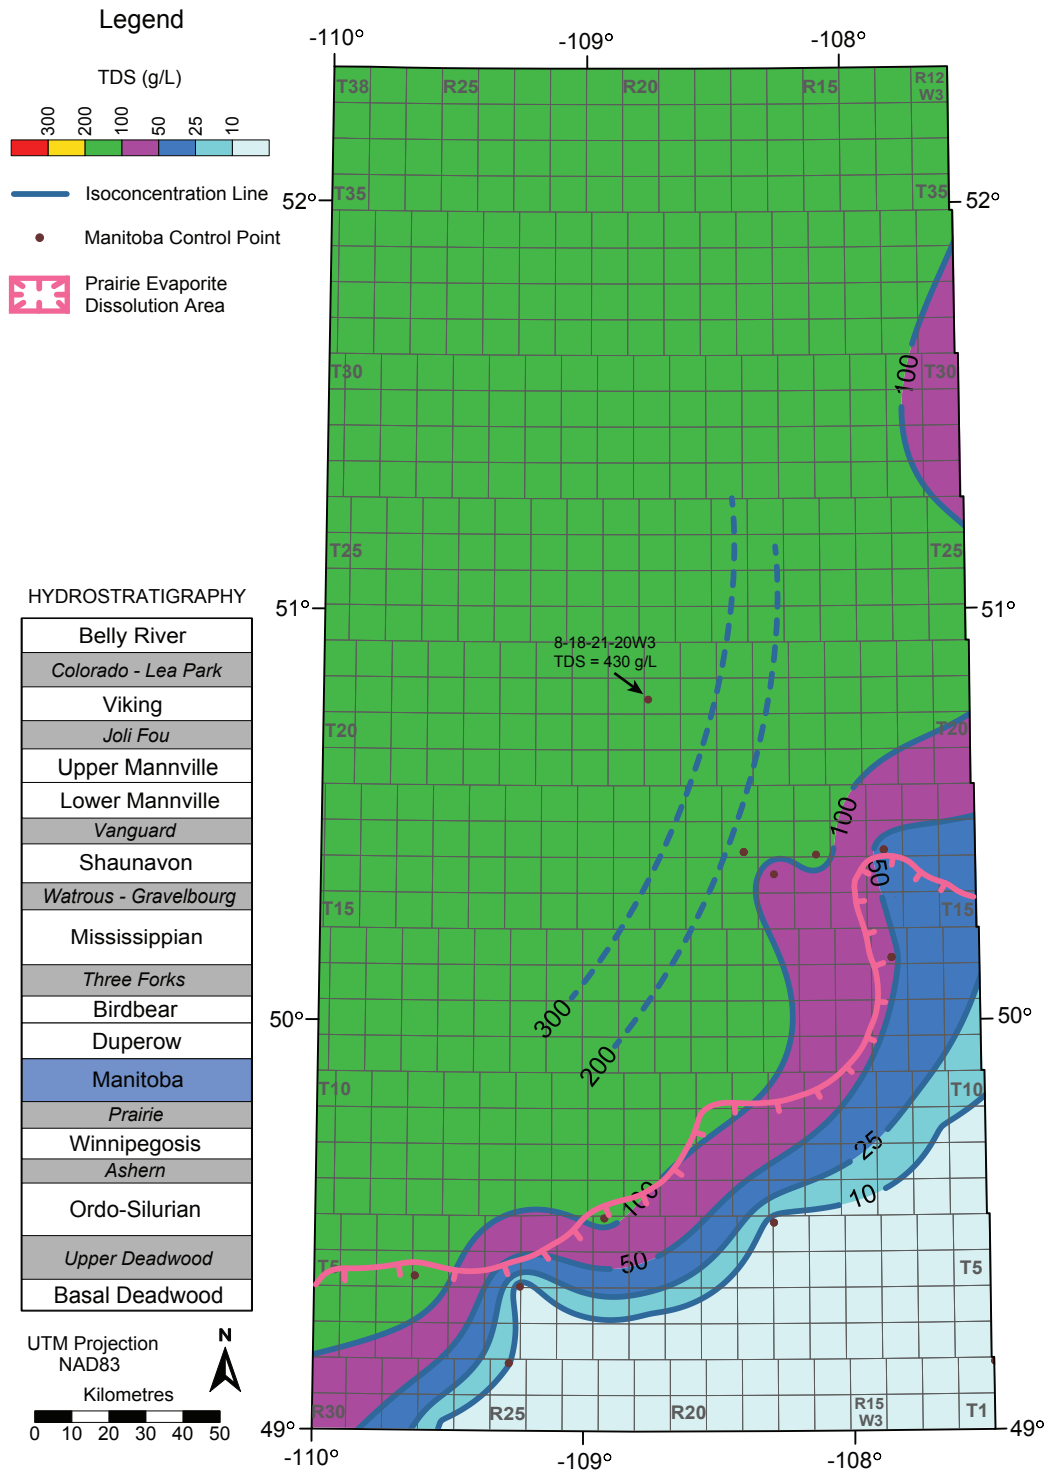 Legend
TDS (g/L)
300 200 100 50 25 10
Isoconcentration Line
Manitoba Control Point
Prairie Evaporite
Dissolution Area
HYDROSTRATIGRAPHY
Belly River
Colorado - Lea Park
Viking
Joli Fou
Upper Mannville
Lower Mannville
Vanguard
Shaunavon
Watrous - Gravelbourg
Mississippian
Three Forks
Birdbear
Duperow
Manitoba
Prairie
Winnipegosis
Ashern
Ordo-Silurian
Upper Deadwood
Basal Deadwood
UTM Projection
NAD83
N
Kilometres
0 10 20 30 40 50
-110° -109° -108°
T38 R25 R20 R15 R12
W3
52° T35 T35 52°
100
T30 T30
T25 T25
51° 51°
8-18-21-20W3
TDS = 430 g/L
T20 T20
100
50
T15 T15
300
50° 50°
200
T10 T10
25
10
100
50
T5 T5
R30 R25 R20 R15
W3
T1
49° 49°
-110° -109° -108°